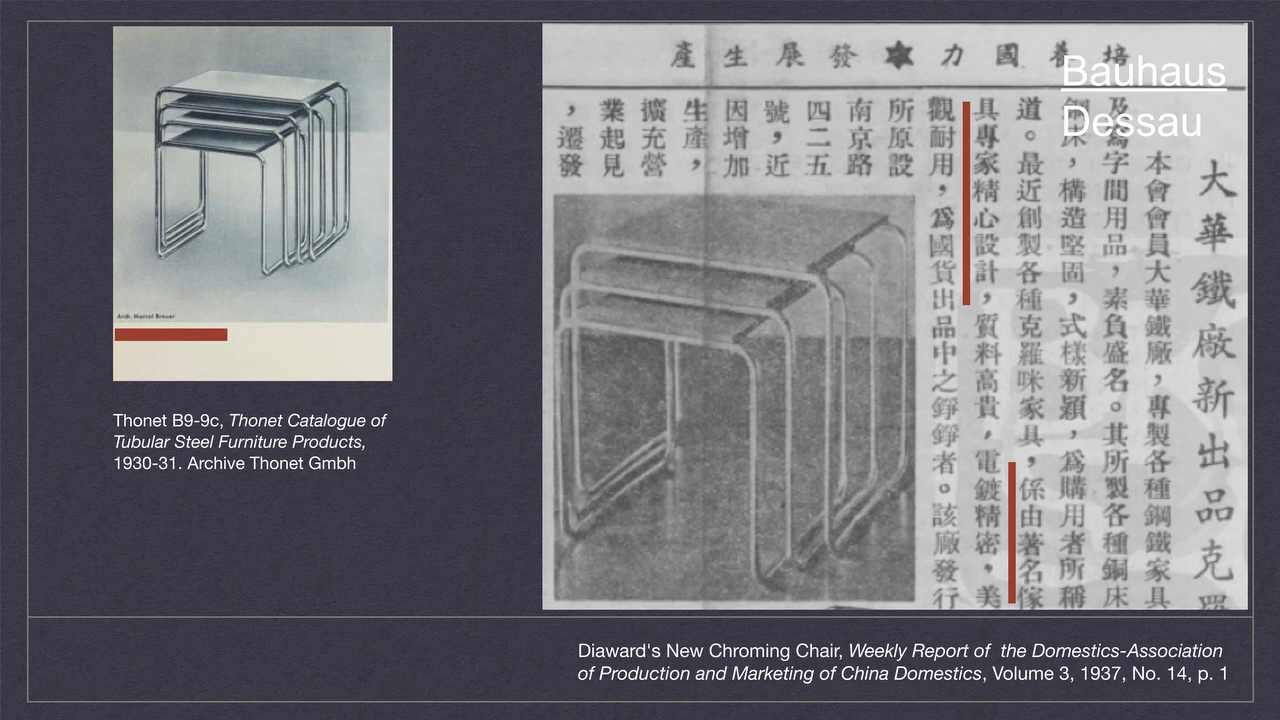 Bauhaus
Dessau
Arch. Marcel Breuer
Thonet B9-9c, Thonet Catalogue of
Tubular Steel Furniture Products,
1930-31. Archive Thonet Gmbh
培養國力★發展生產
大華鐵廠新出品克
本會會員大華鐵廠，專製各種鋼鐵家具
及字間用品，素負盛名。其所製各種銅床
床，構造堅固，式樣新穎，爲購用者所稱
道。最近創製各種克羅咪家具，係由著名傢
具專家精心設計，質料高貴，電鍍精密，美
觀耐用，爲國貨出品中之錚錚者。該廠發行
所原設
南京路
四二五
號，近
因增加
生產，
擴充營
業起見
，遷發
Diaward's New Chroming Chair, Weekly Report of the Domestics-Association
of Production and Marketing of China Domestics, Volume 3, 1937, No. 14, p. 1